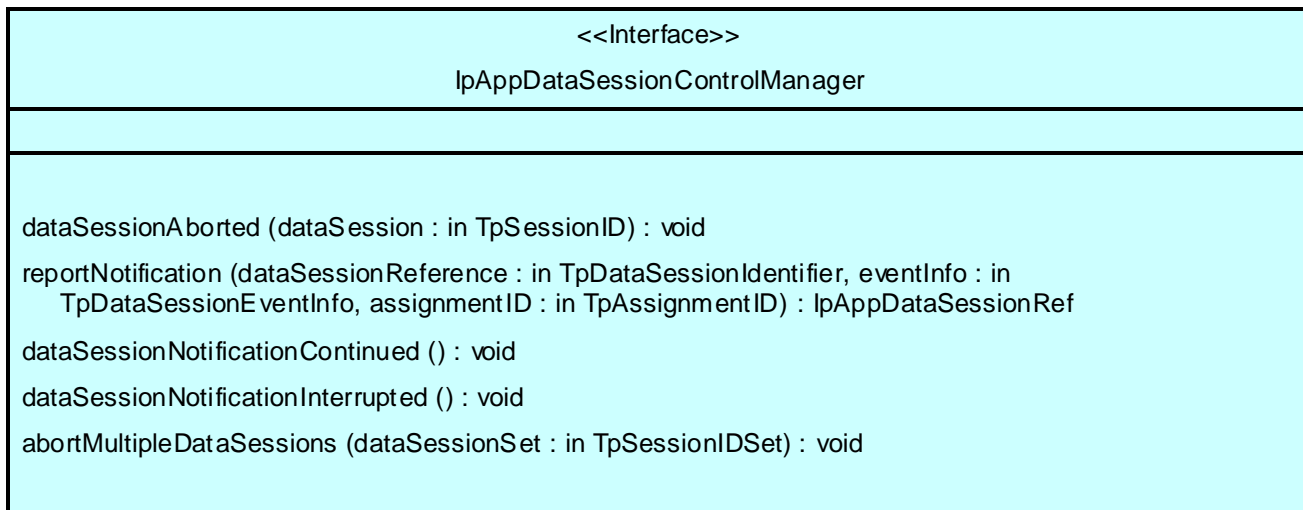 <<Interface>>
IpAppDataSessionControlManager
dataSessionAborted (dataSession : in TpSessionID) : void
reportNotification (dataSessionReference : in TpDataSessionIdentifier, eventInfo : in
TpDataSessionEventInfo, assignmentID : in TpAssignmentID) : IpAppDataSessionRef
dataSessionNotificationContinued () : void
dataSessionNotificationInterrupted () : void
abortMultipleDataSessions (dataSessionSet : in TpSessionIDSet) : void